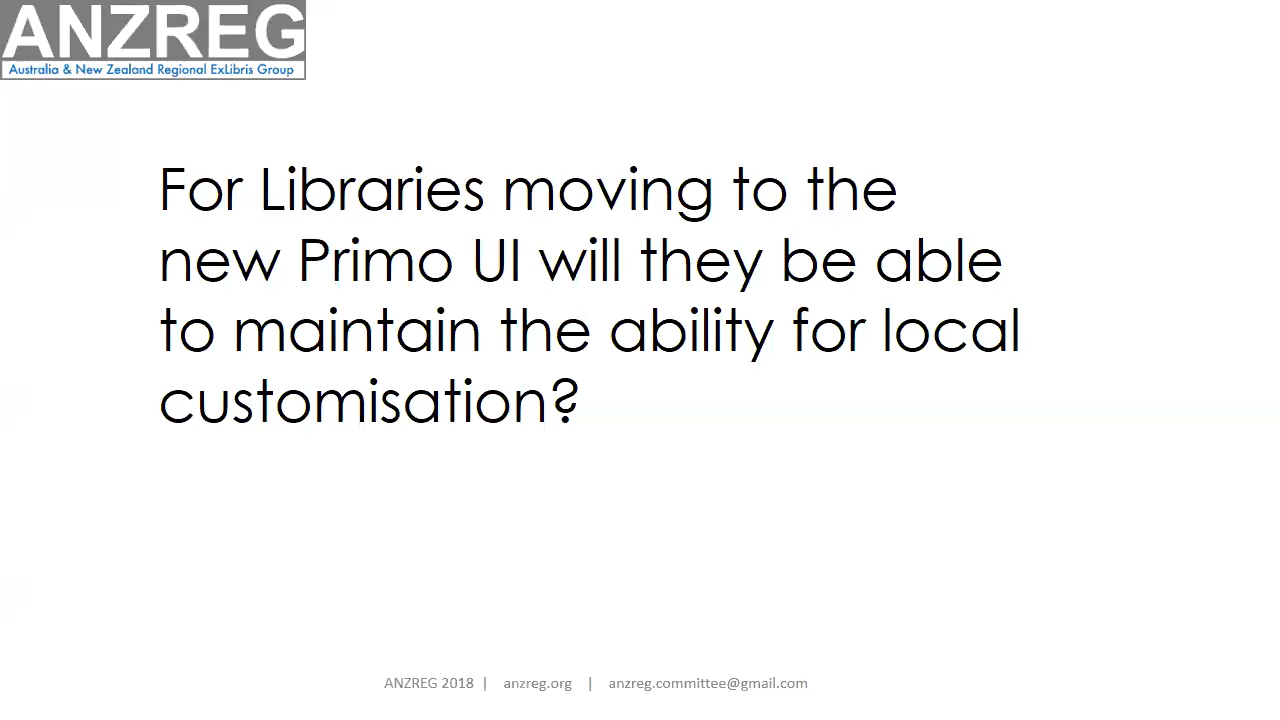 ANZREG
Australia & New Zealand Regional ExLibris Group
For Libraries moving to the
new Primo UI will they be able
to maintain the ability for local
customisation?
ANZREG 2018 | anzreg.org | anzreg.committee@gmail.com